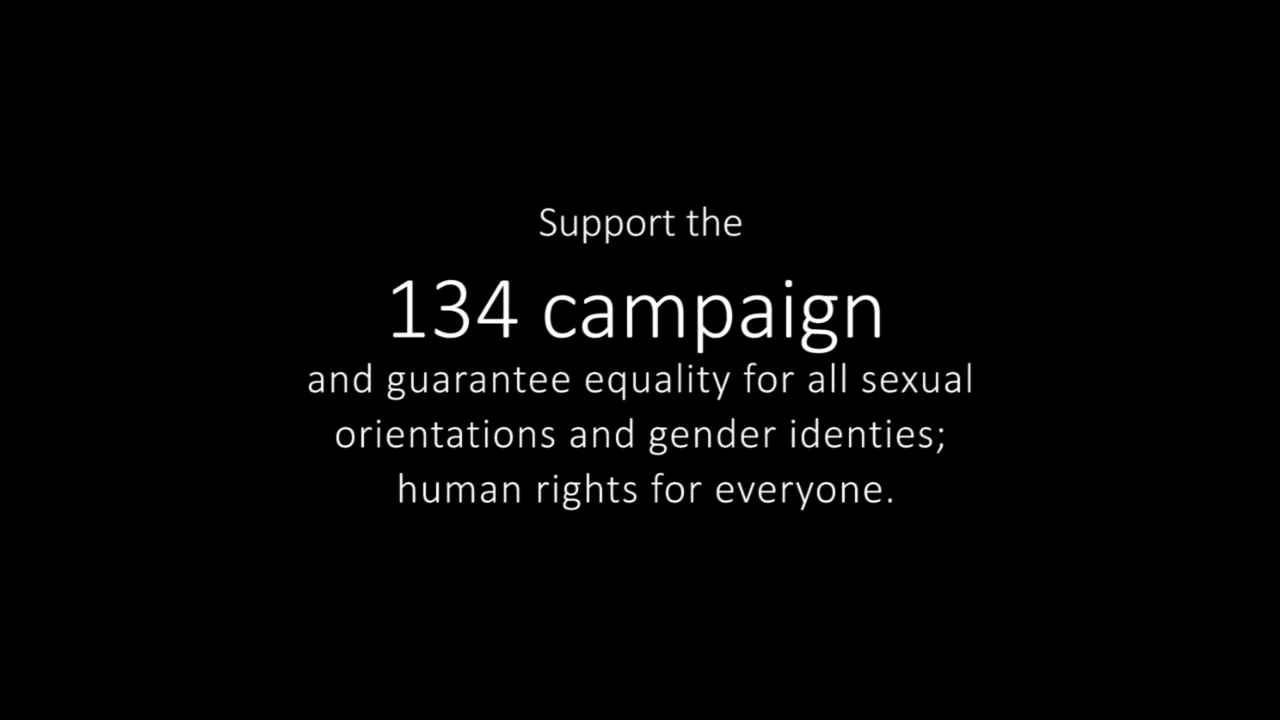 Support the
134 campaign
and guarantee equality for all sexual
orientations and gender identies;
human rights for everyone.